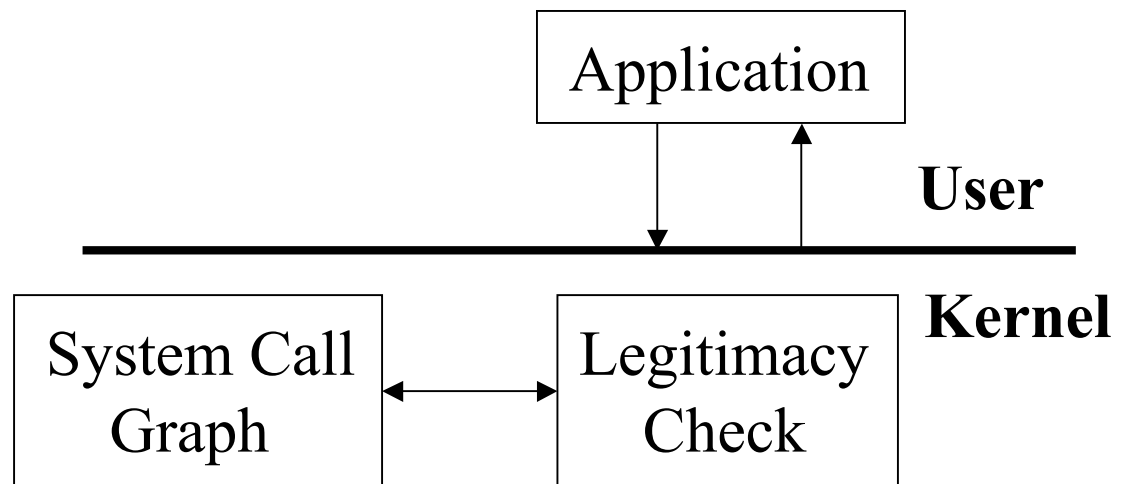 Application
User
Kernel
System Call
Graph
Legitimacy
Check